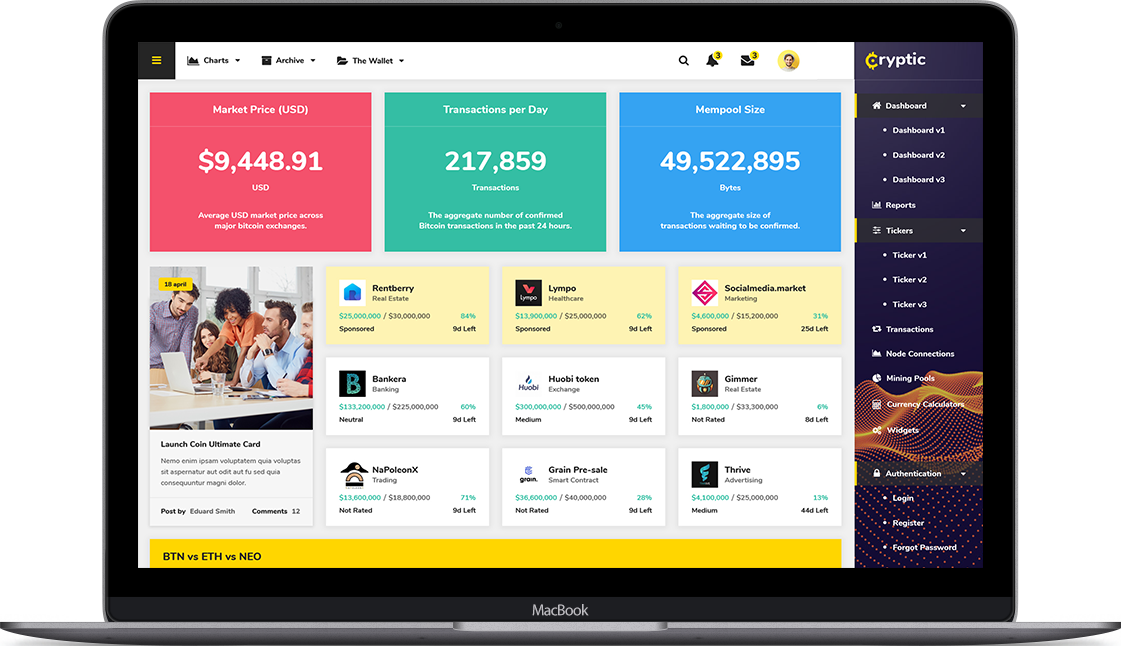 Charts
Archive
The Wallet
3
3
Cryptic
Market Price (USD)
$9,448.91
USD
Average USD market price across
major bitcoin exchanges.
Transactions per Day
217,859
Transactions
The aggregate number of confirmed
Bitcoin transactions in the past 24 hours.
Mempool Size
49,522,895
Bytes
The aggregate size of
transactions waiting to be confirmed.
18 april
Launch Coin Ultimate Card
Nemo enim ipsam voluptatem quia voluptas
sit aspernatur aut odit aut fu sed quia
consequuntur magni dolor.
Post by Eduard Smith Comments 12
Rentberry
Real Estate
$25,000,000 / $30,000,000 84%
Sponsored 9d Left
Lympo
Lympo
Healthcare
$13,900,000 / $25,000,000 62%
Sponsored 9d Left
Socialmedia.market
Marketing
$4,600,000 / $15,200,000 31%
Sponsored 25d Left
Bankera
Banking
$133,200,000 / $225,000,000 60%
Neutral 9d Left
Huobi
Huobi token
Exchange
$300,000,000 / $500,000,000 45%
Medium 9d Left
Gimmer
Real Estate
$1,800,000 / $33,300,000 6%
Not Rated 8d Left
NaPoleonX
Trading
$13,600,000 / $18,800,000 71%
Not Rated 9d Left
grain.
Grain Pre-sale
Smart Contract
$36,600,000 / $40,000,000 28%
Not Rated 9d Left
Thrive
Advertising
$4,100,000 / $25,000,000 13%
Medium 44d Left
BTN vs ETH vs NEO
Dashboard
Dashboard v1
Dashboard v2
Dashboard v3
Reports
Tickers
Ticker v1
Ticker v2
Ticker v3
Transactions
Node Connections
Mining Pools
Currency Calculators
Widgets
Authentication
Login
Register
Forgot Password
MacBook